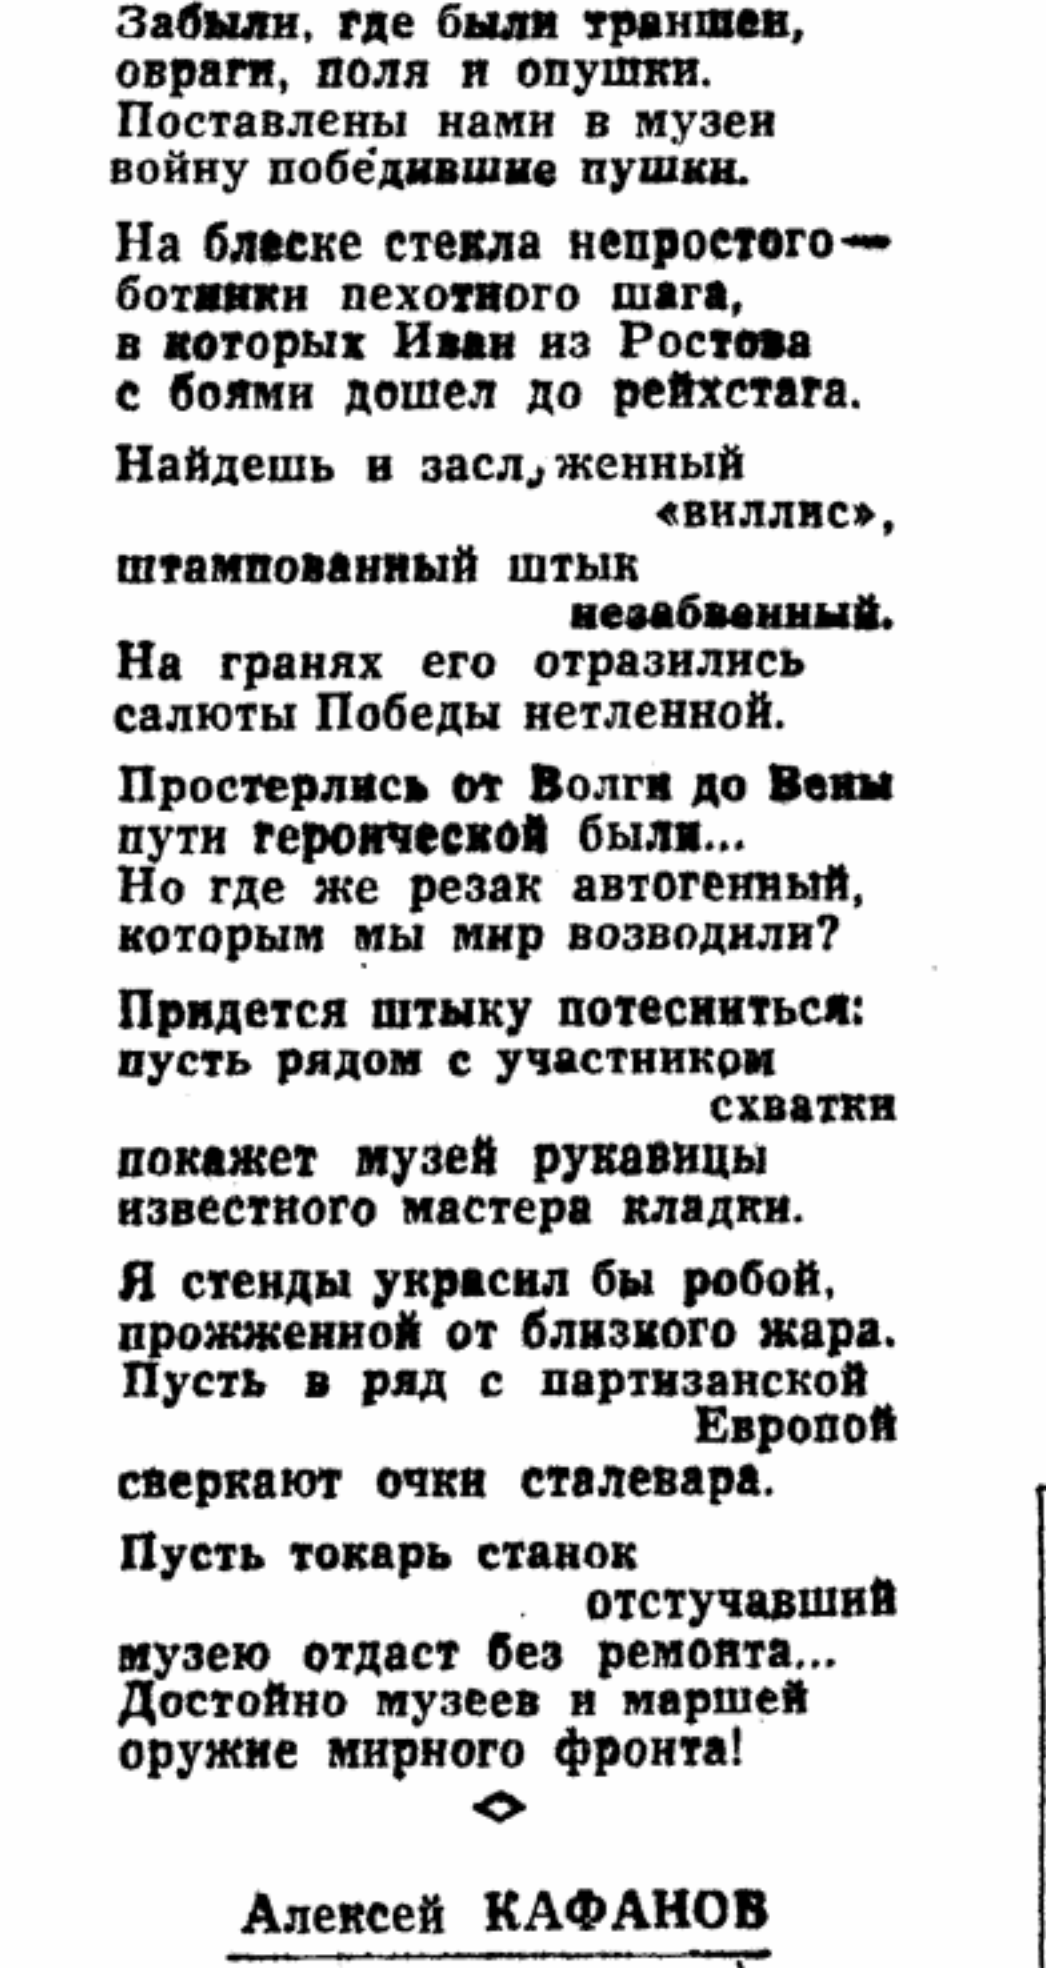 Забыли, где были траншеи,
овраги, поля и опушки.
Поставлены нами в музеи
войну победившие пушки.
На блеске стекла непростого —
ботинки пехотного шага,
в которых Иван из Ростова
с боями дошел до рейхстага.
Найдешь и заслуженный
«виллис»,
штампованный штык
незабвенный.
На гранях его отразились
салюты Победы нетленной.
Простерлись от Волги до Вены
пути героической были...
Но где же резак автогенный,
которым мы мир возводили?
Придется штыку потесниться:
пусть рядом с участником
схватки
покажет музей рукавицы
известного мастера кладки.
Я стенды украсил бы робой,
прожженной от близкого жара.
Пусть в ряд с партизанской
Европой
сверкают очки сталевара.
Пусть токарь станок
отстучавший
музею отдаст без ремонта...
Достойно музеев и маршей
оружие мирного фронта!
Алексей КАФАНОВ